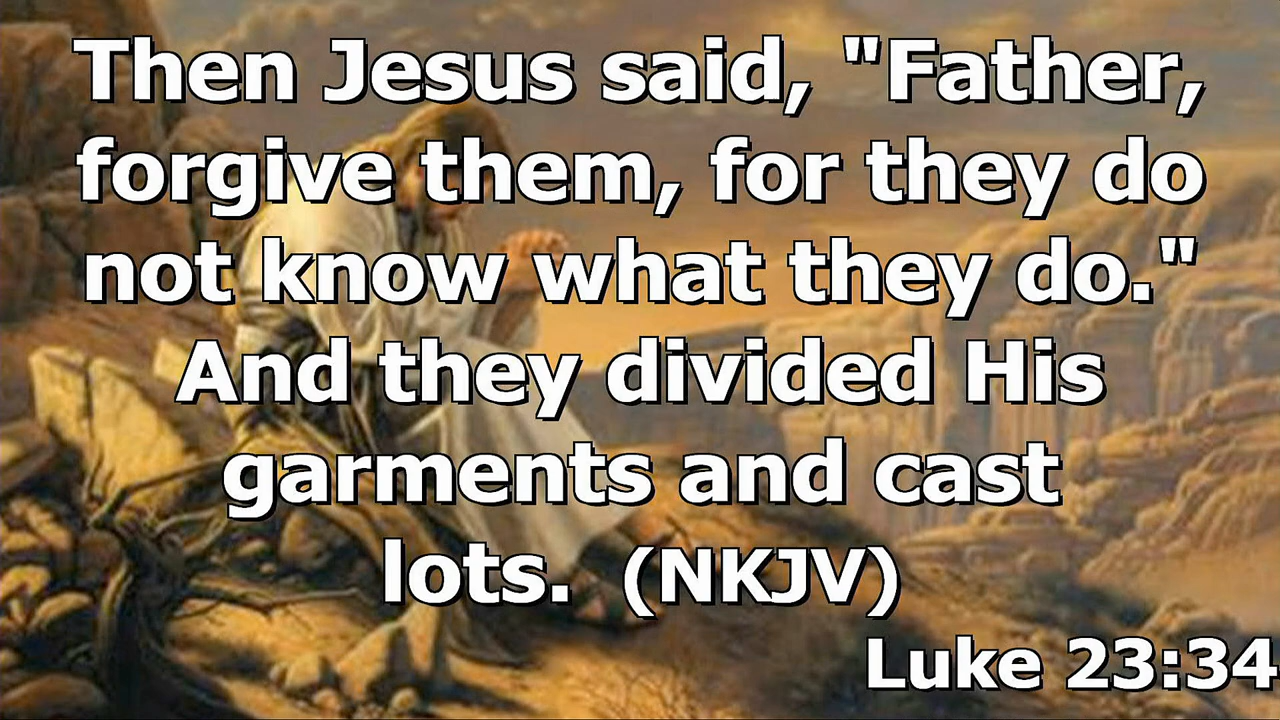 Then Jesus said, "Father,
forgive them, for they do
not know what they do."
And they divided His
garments and cast
lots.  (NKJV)
Luke 23:34